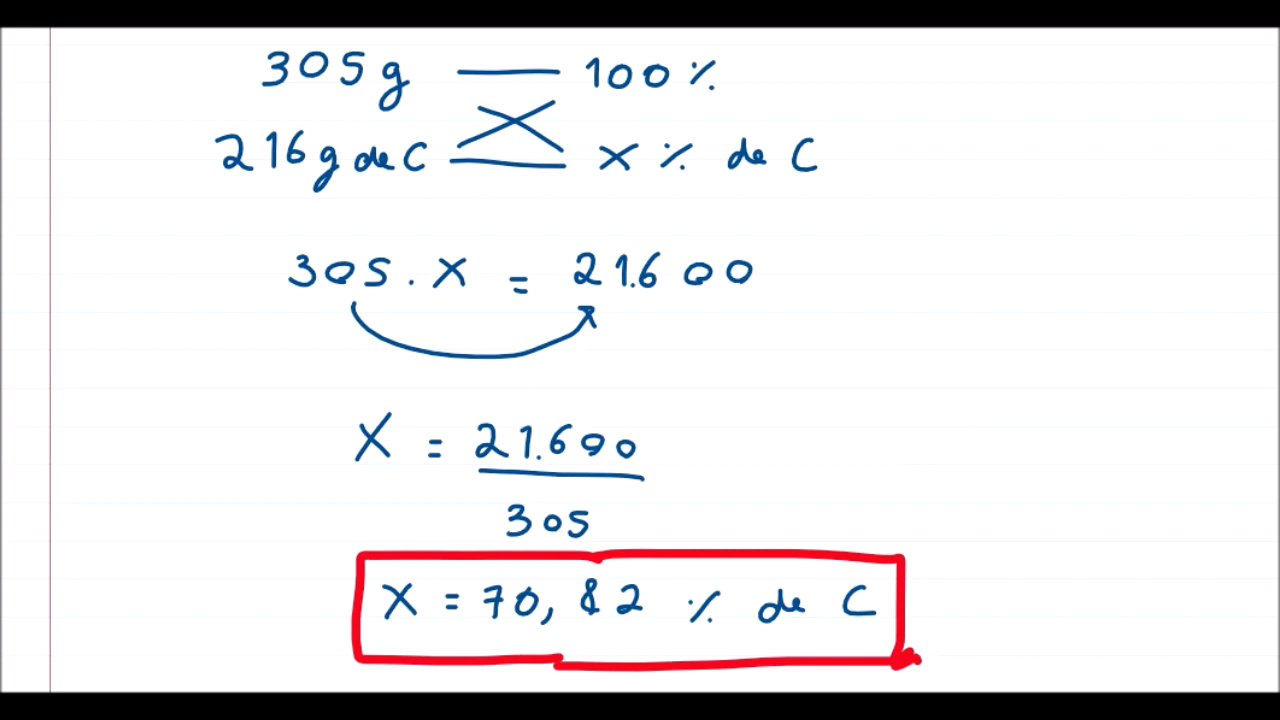 305g — 100%
216g de C — X % de C
305 . X = 21.600
X = 21.600
305
X = 70,82 % de C